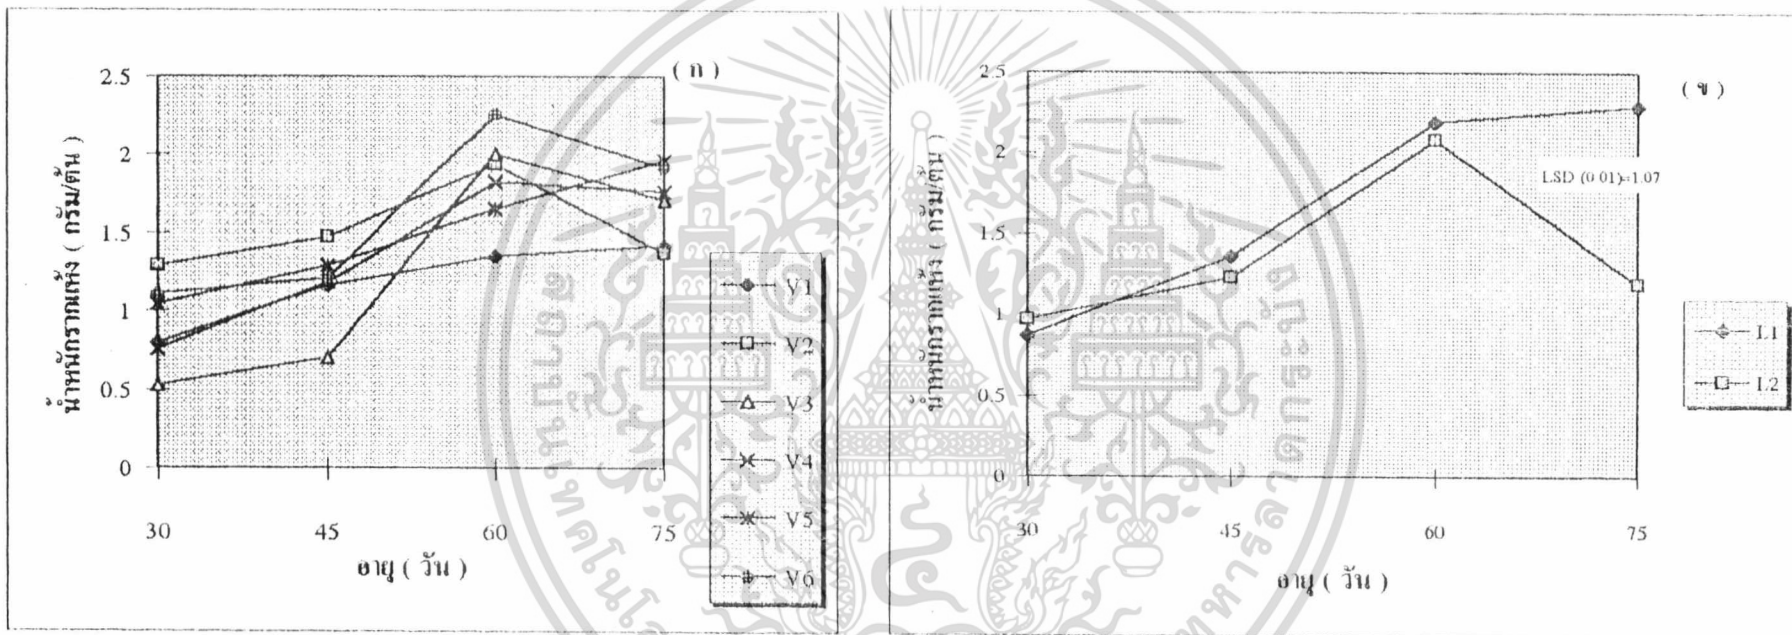 ( ก )
2.5
2
1.5
1
0.5
0
30 45 60 75
น้ำหนักรากแห้ง ( กรัม/ต้น )
อายุ ( วัน )
V1
V2
V3
V4
V5
V6
( ข )
2.5
2
1.5
1
0.5
0
30 45 60 75
น้ำหนักรากแห้ง ( กรัม/ต้น )
อายุ ( วัน )
LSD (0.01)=1.07
L1
L2